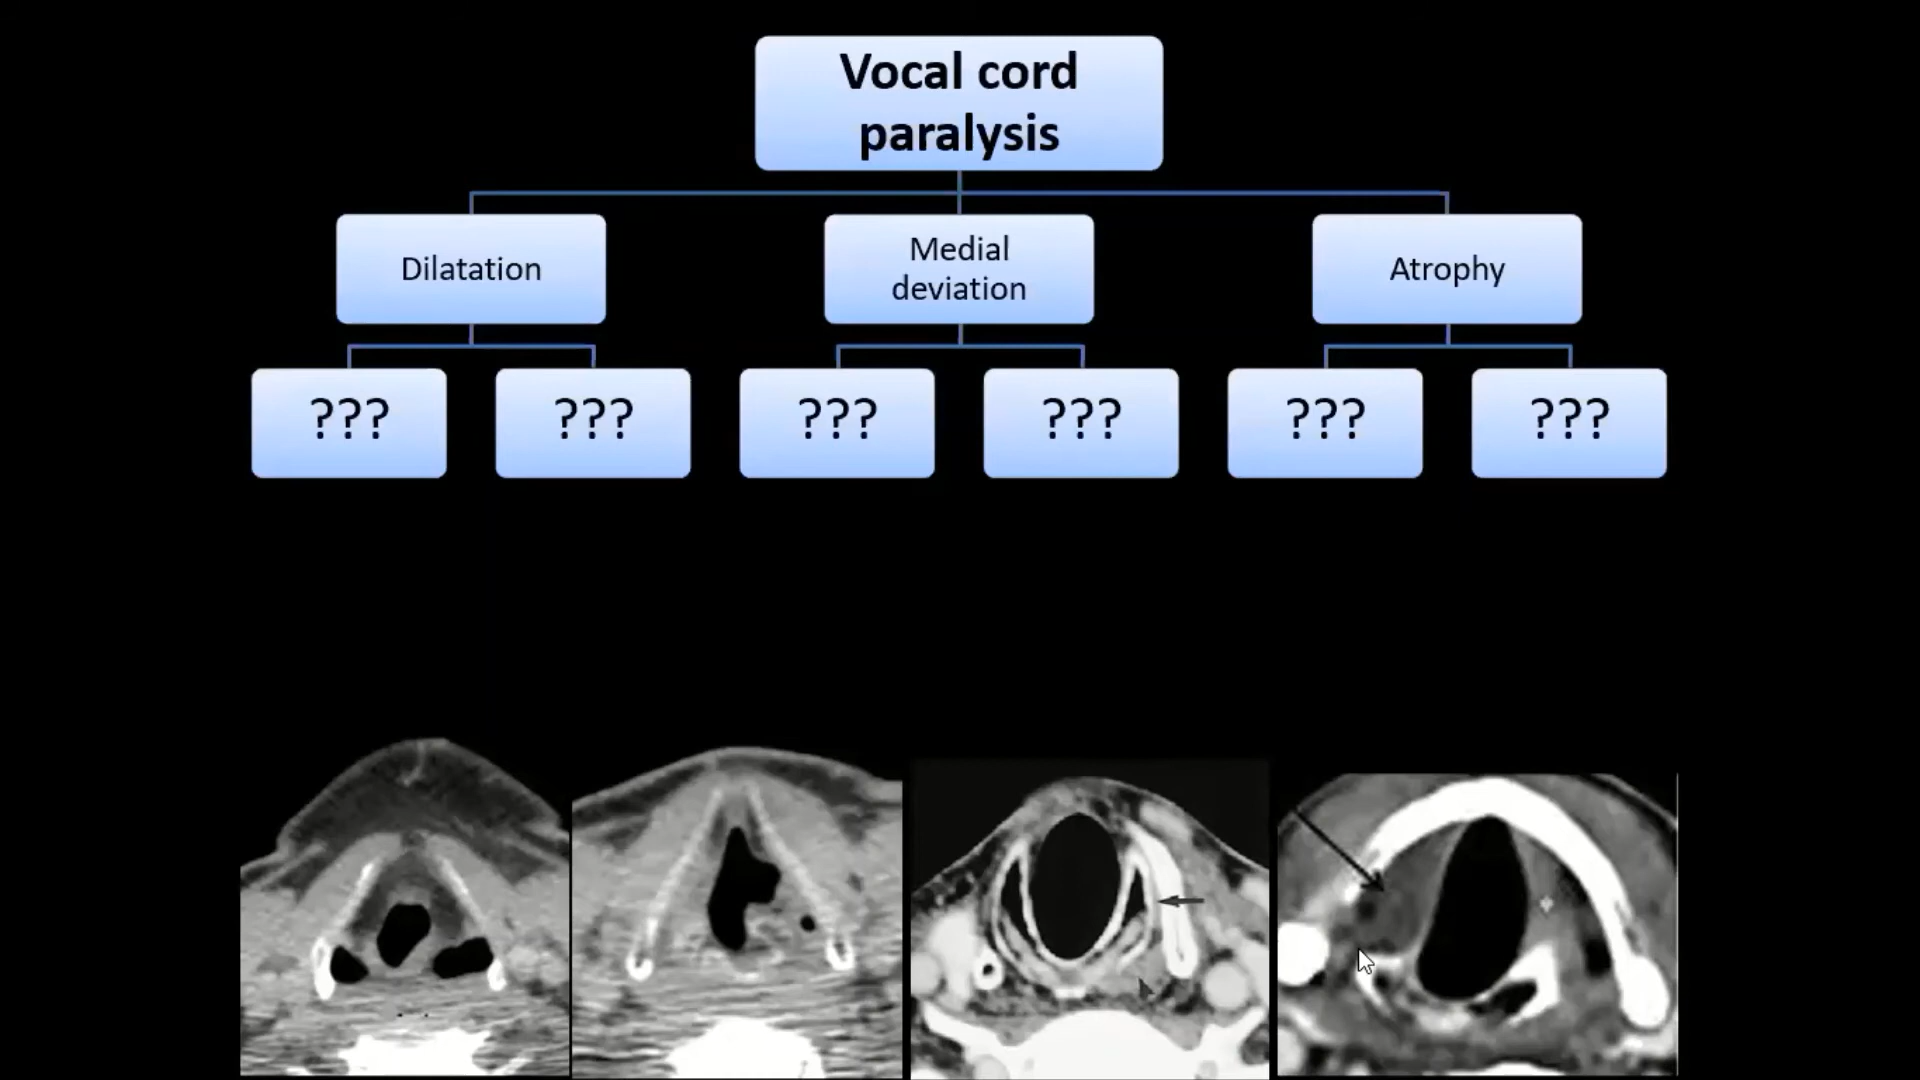 Vocal cord
paralysis
Dilatation
Medial
deviation
Atrophy
???
???
???
???
???
???